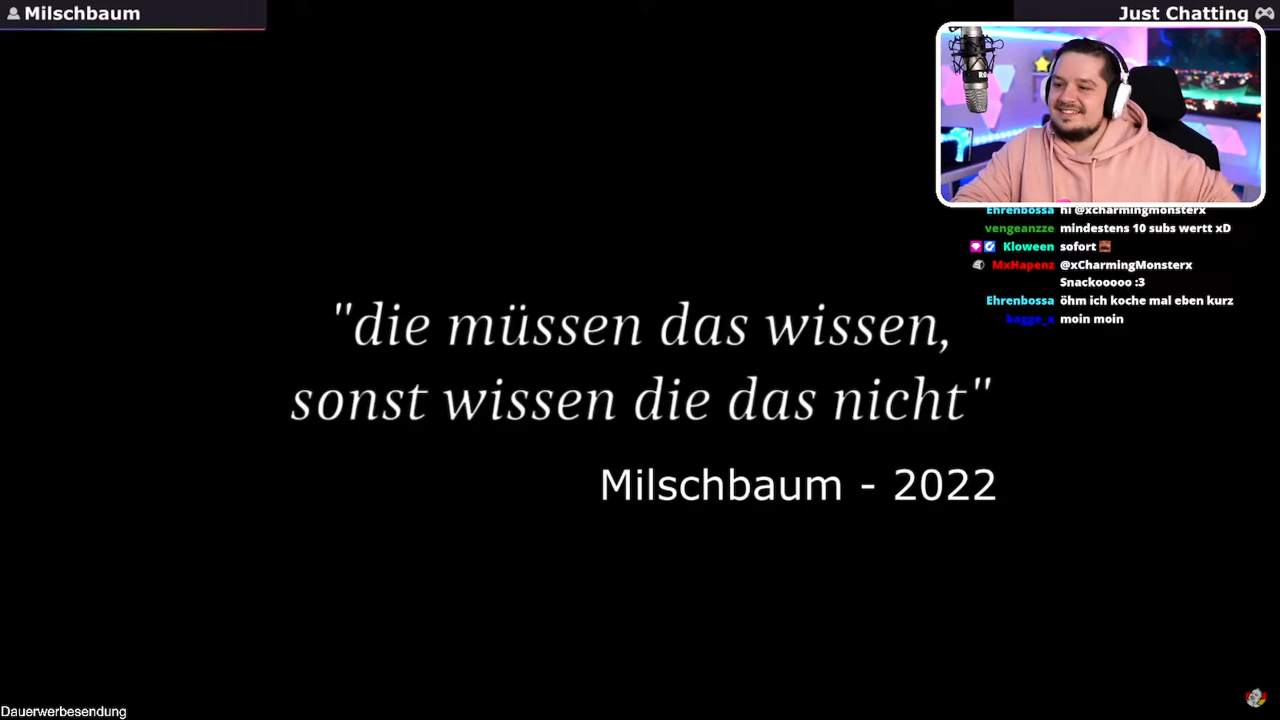 Milschbaum
Just Chatting
Ehrenbossa hi @xcharmingmonsterx
vengeanzze mindestens 10 subs wertt xD
Kloween sofort
MxHapenz @xCharmingMonsterx
Snackooooo :3
Ehrenbossa öhm ich koche mal eben kurz
bagge_x moin moin
"die müssen das wissen,
sonst wissen die das nicht"
Milschbaum - 2022
Dauerwerbesendung